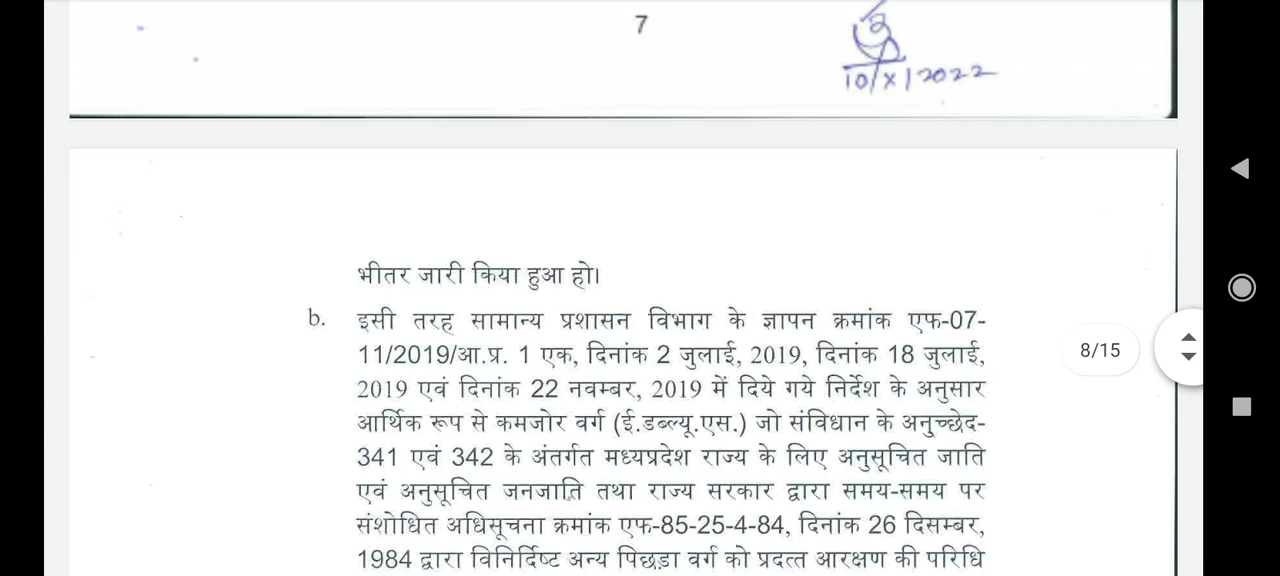 7
10/X/2022
भीतर जारी किया हुआ हो।
b. इसी तरह सामान्य प्रशासन विभाग के ज्ञापन क्रमांक एफ-07-
11/2019/आ.प्र. 1 एक, दिनांक 2 जुलाई, 2019, दिनांक 18 जुलाई,
2019 एवं दिनांक 22 नवम्बर, 2019 में दिये गये निर्देश के अनुसार
आर्थिक रूप से कमजोर वर्ग (ई.डब्ल्यू.एस.) जो संविधान के अनुच्छेद-
341 एवं 342 के अंतर्गत मध्यप्रदेश राज्य के लिए अनुसूचित जाति
एवं अनुसूचित जनजाति तथा राज्य सरकार द्वारा समय-समय पर
संशोधित अधिसूचना क्रमांक एफ-85-25-4-84, दिनांक 26 दिसम्बर,
1984 द्वारा विनिर्दिष्ट अन्य पिछड़ा वर्ग को प्रदत्त आरक्षण की परिधि
8/15